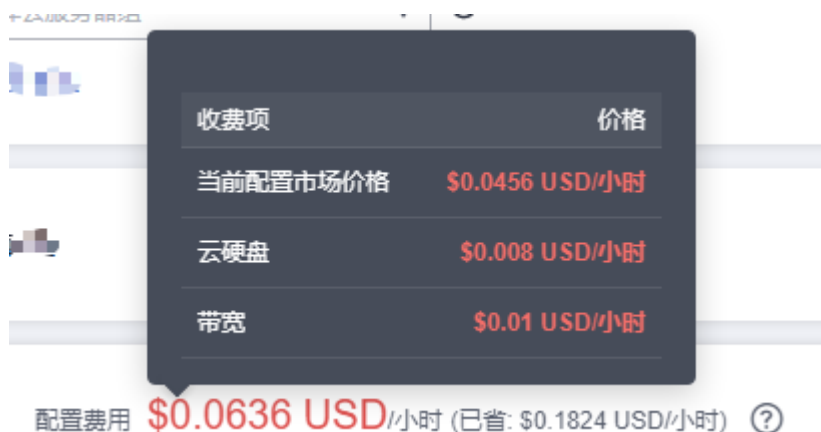 收费项 价格
当前配置市场价格 $0.0456 USD/小时
云硬盘 $0.008 USD/小时
带宽 $0.01 USD/小时
配置费用 $0.0636 USD/小时 (已省: $0.1824 USD/小时) ?